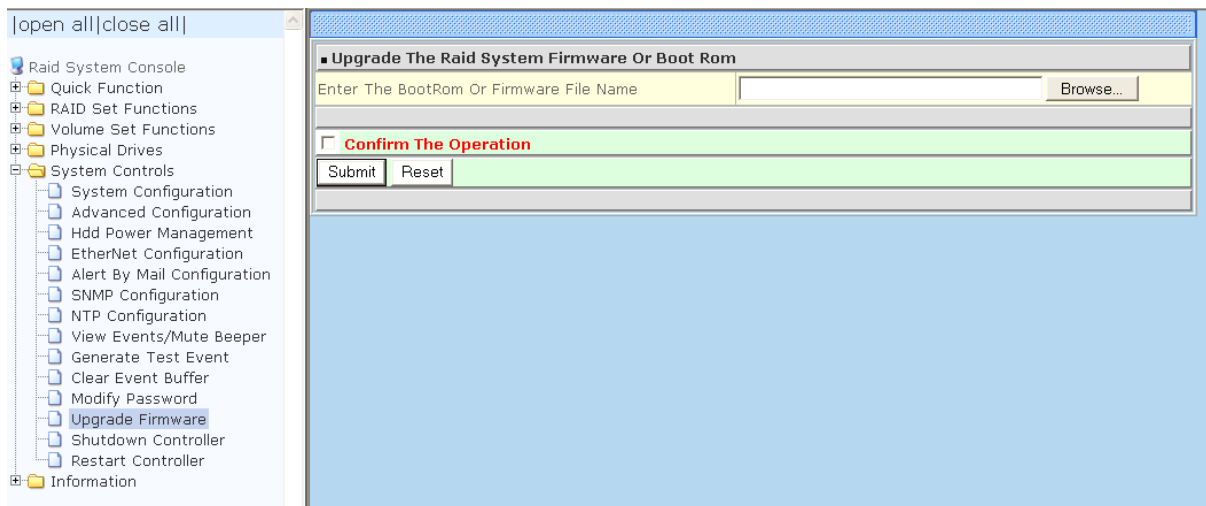 |open all|close all|
Raid System Console
Quick Function
RAID Set Functions
Volume Set Functions
Physical Drives
System Controls
System Configuration
Advanced Configuration
Hdd Power Management
EtherNet Configuration
Alert By Mail Configuration
SNMP Configuration
NTP Configuration
View Events/Mute Beeper
Generate Test Event
Clear Event Buffer
Modify Password
Upgrade Firmware
Shutdown Controller
Restart Controller
Information
Upgrade The Raid System Firmware Or Boot Rom
Enter The BootRom Or Firmware File Name Browse...
Confirm The Operation
Submit Reset